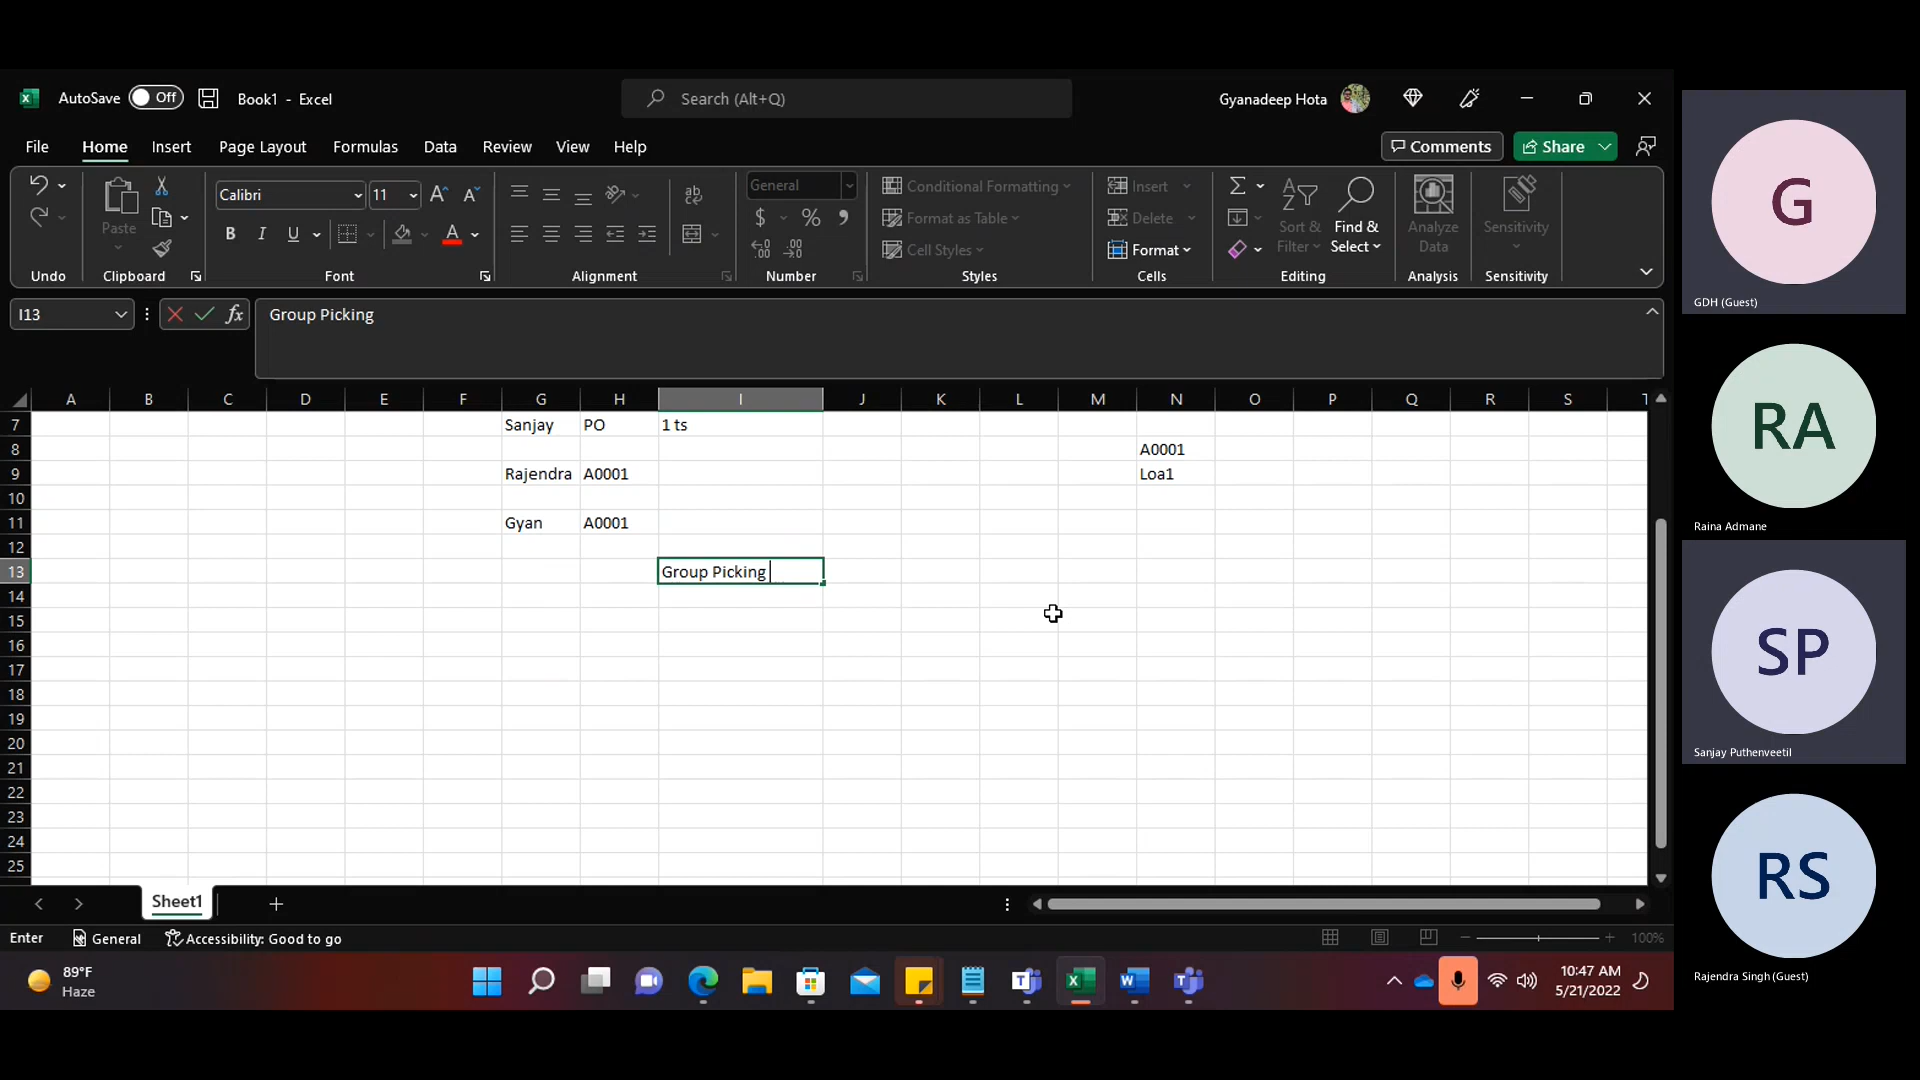 AutoSave Off Book1 - Excel Search (Alt+Q) Gyanadeep Hota
File Home Insert Page Layout Formulas Data Review View Help Comments Share
Paste Calibri 11 General Conditional Formatting Insert Sort & Find & Analyze Sensitivity
B I U A ab $ % Format as Table Delete Filter Select Data
Cell Styles Format
Undo Clipboard Font Alignment Number Styles Cells Editing Analysis Sensitivity
I13 fx Group Picking
A B C D E F G H I J K L M N O P Q R S T
7 Sanjay PO 1 ts
8 A0001
9 Rajendra A0001 Loa1
10
11 Gyan A0001
12
13 Group Picking
14
15
16
17
18
19
20
21
22
23
24
25
Sheet1
Enter General Accessibility: Good to go 100%
89°F
Haze
10:47 AM
5/21/2022
G
GDH (Guest)
RA
Raina Admane
SP
Sanjay Puthenveetil
RS
Rajendra Singh (Guest)